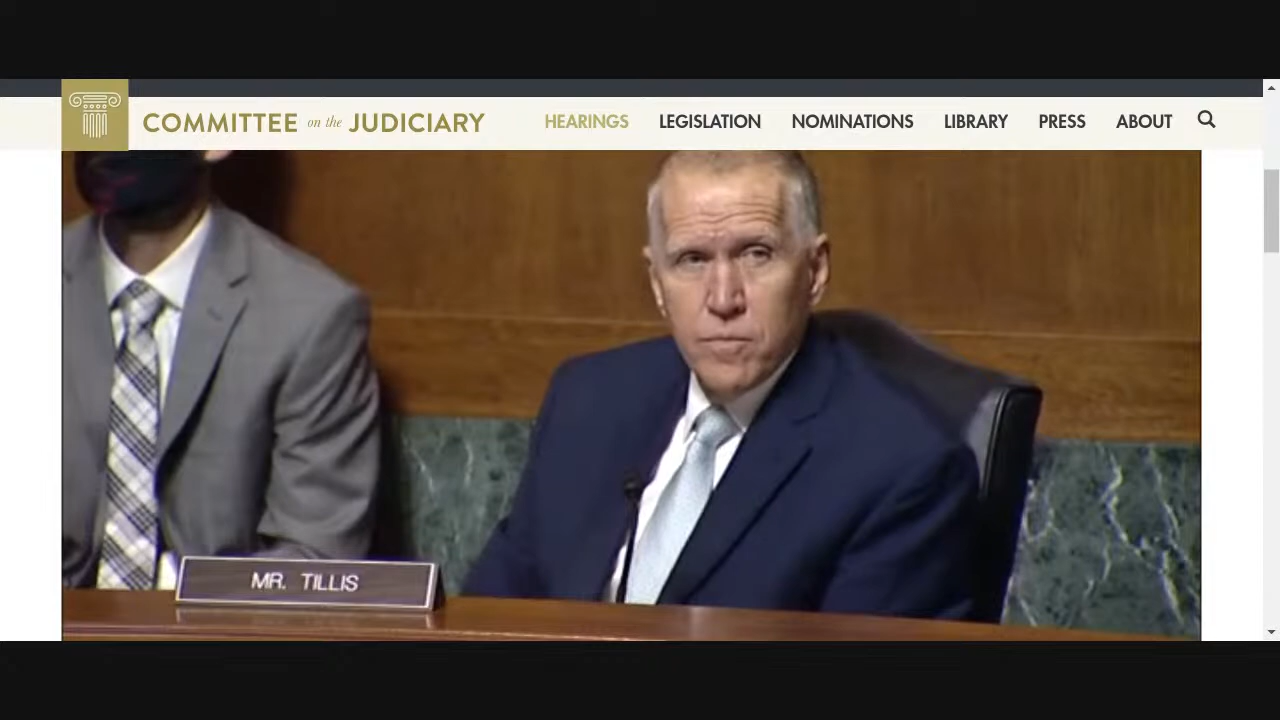 COMMITTEE on the JUDICIARY
HEARINGS LEGISLATION NOMINATIONS LIBRARY PRESS ABOUT
MR. TILLIS